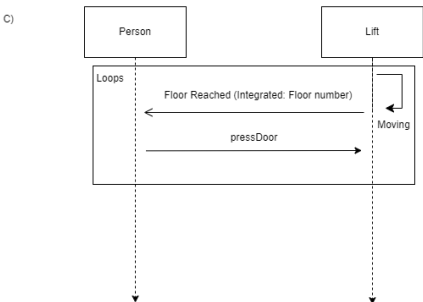 C)
Person
Lift
Loops
Floor Reached (Integrated: Floor number)
Moving
pressDoor